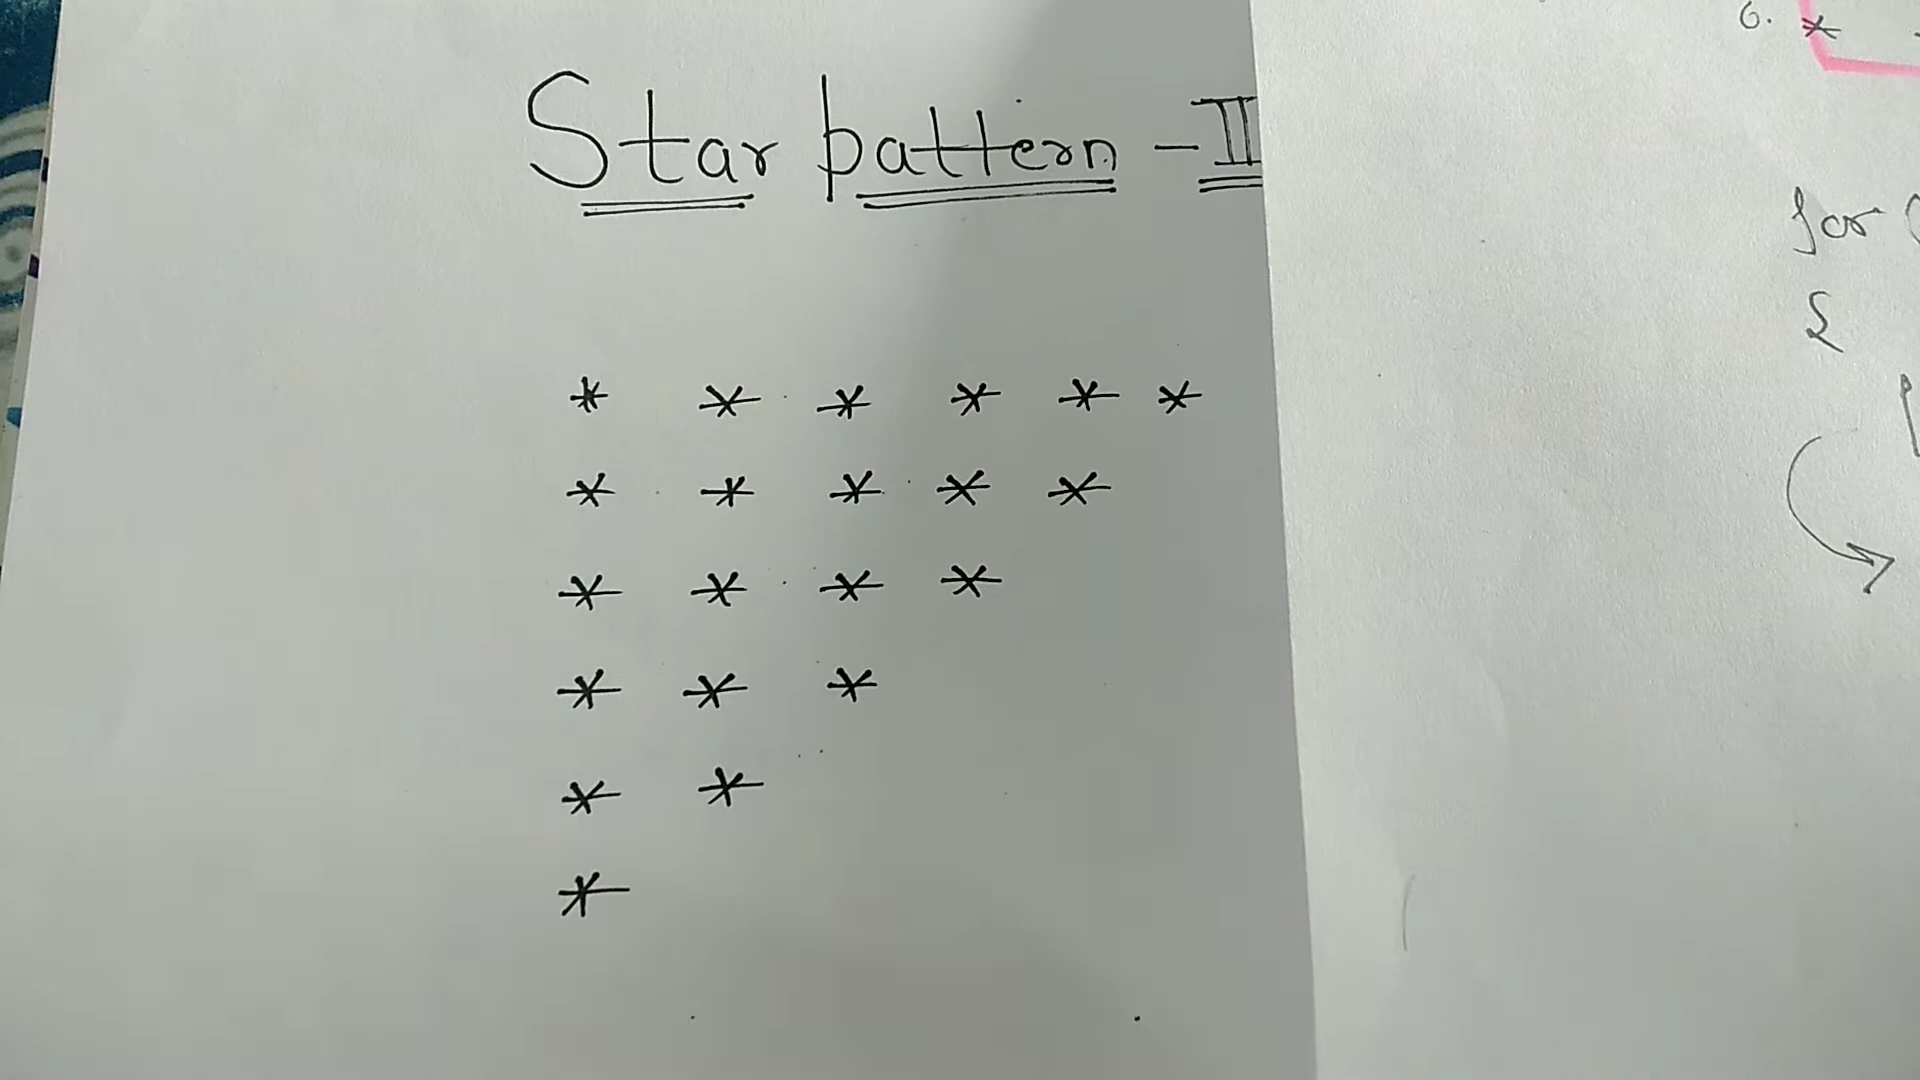 Star pattern - II
* * * * * *
* * * * *
* * * *
* * *
* *
*
6. *
for
{